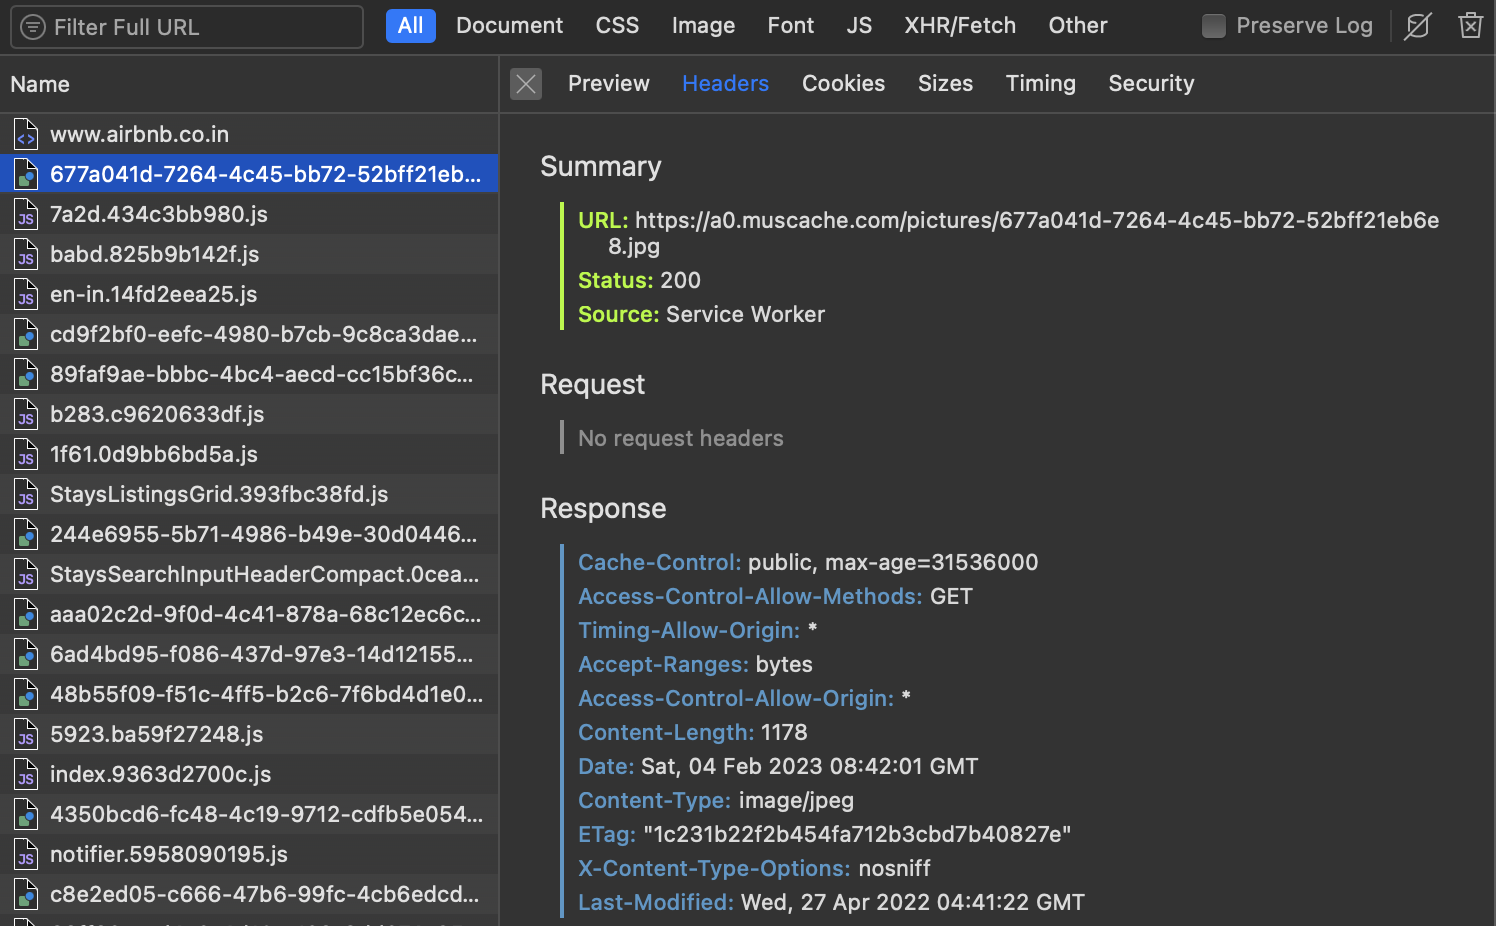 Filter Full URL
All Document CSS Image Font JS XHR/Fetch Other
Preserve Log
Name
Preview Headers Cookies Sizes Timing Security
www.airbnb.co.in
677a041d-7264-4c45-bb72-52bff21eb...
7a2d.434c3bb980.js
babd.825b9b142f.js
en-in.14fd2eea25.js
cd9f2bf0-eefc-4980-b7cb-9c8ca3dae...
89faf9ae-bbbc-4bc4-aecd-cc15bf36c...
b283.c9620633df.js
1f61.0d9bb6bd5a.js
StaysListingsGrid.393fbc38fd.js
244e6955-5b71-4986-b49e-30d0446...
StaysSearchInputHeaderCompact.0cea...
aaa02c2d-9f0d-4c41-878a-68c12ec6c...
6ad4bd95-f086-437d-97e3-14d12155...
48b55f09-f51c-4ff5-b2c6-7f6bd4d1e0...
5923.ba59f27248.js
index.9363d2700c.js
4350bcd6-fc48-4c19-9712-cdfb5e054...
notifier.5958090195.js
c8e2ed05-c666-47b6-99fc-4cb6edcd...
Summary
URL: https://a0.muscache.com/pictures/677a041d-7264-4c45-bb72-52bff21eb6e
8.jpg
Status: 200
Source: Service Worker
Request
No request headers
Response
Cache-Control: public, max-age=31536000
Access-Control-Allow-Methods: GET
Timing-Allow-Origin: *
Accept-Ranges: bytes
Access-Control-Allow-Origin: *
Content-Length: 1178
Date: Sat, 04 Feb 2023 08:42:01 GMT
Content-Type: image/jpeg
ETag: "1c231b22f2b454fa712b3cbd7b40827e"
X-Content-Type-Options: nosniff
Last-Modified: Wed, 27 Apr 2022 04:41:22 GMT